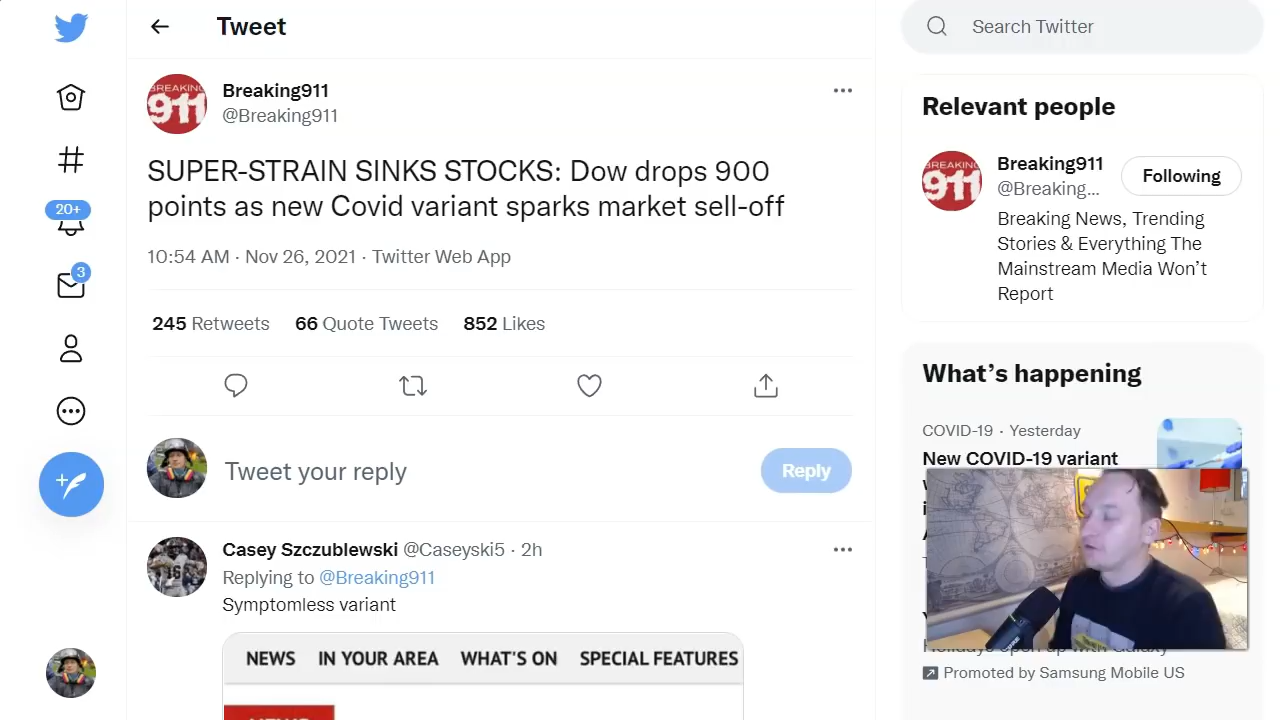 Tweet
Search Twitter
BREAKING
911
Breaking911
@Breaking911
SUPER-STRAIN SINKS STOCKS: Dow drops 900
points as new Covid variant sparks market sell-off
10:54 AM · Nov 26, 2021 · Twitter Web App
245 Retweets 66 Quote Tweets 852 Likes
20+
3
Tweet your reply
Reply
Casey Szczublewski @Caseyski5 · 2h
Replying to @Breaking911
Symptomless variant
NEWS IN YOUR AREA WHAT'S ON SPECIAL FEATURES
Relevant people
BREAKING
911
Breaking911
@Breaking...
Following
Breaking News, Trending
Stories & Everything The
Mainstream Media Won’t
Report
What’s happening
COVID-19 · Yesterday
New COVID-19 variant
Promoted by Samsung Mobile US